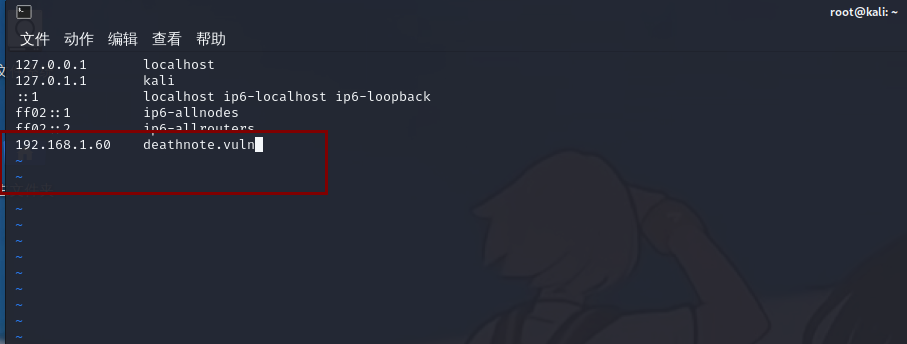 root@kali: ~
文件 动作 编辑 查看 帮助
127.0.0.1 localhost
127.0.1.1 kali
::1 localhost ip6-localhost ip6-loopback
ff02::1 ip6-allnodes
ff02::2 ip6-allrouters
192.168.1.60 deathnote.vuln
~
~
~
~
~
~
~
~
~
~
~